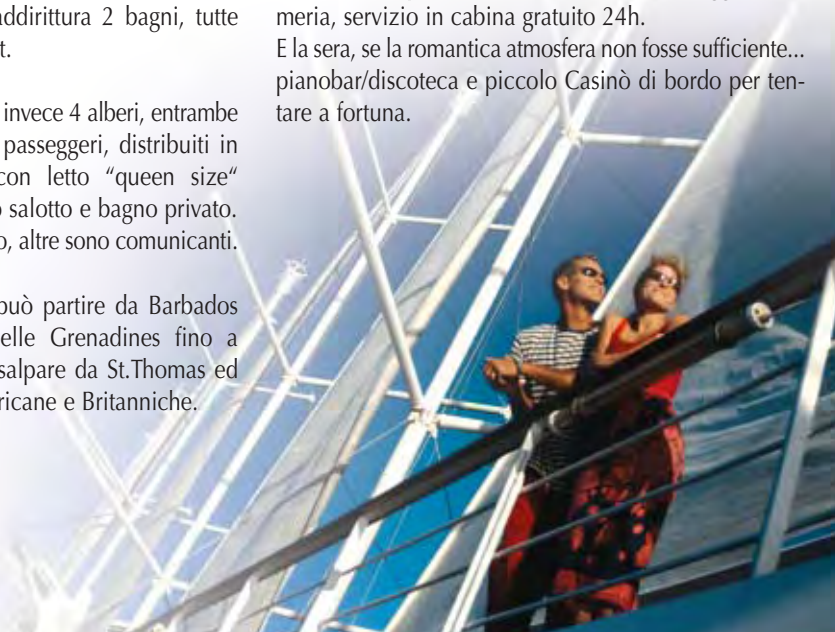 addirittura 2 bagni, tutte
t.
invece 4 alberi, entrambe
passeggeri, distribuiti in
con letto “queen size“
salotto e bagno privato.
o, altre sono comunicanti.
può partire da Barbados
elle Grenadines fino a
salpare da St.Thomas ed
ricane e Britanniche.
meria, servizio in cabina gratuito 24h.
E la sera, se la romantica atmosfera non fosse sufficiente...
pianobar/discoteca e piccolo Casinò di bordo per ten-
tare a fortuna.